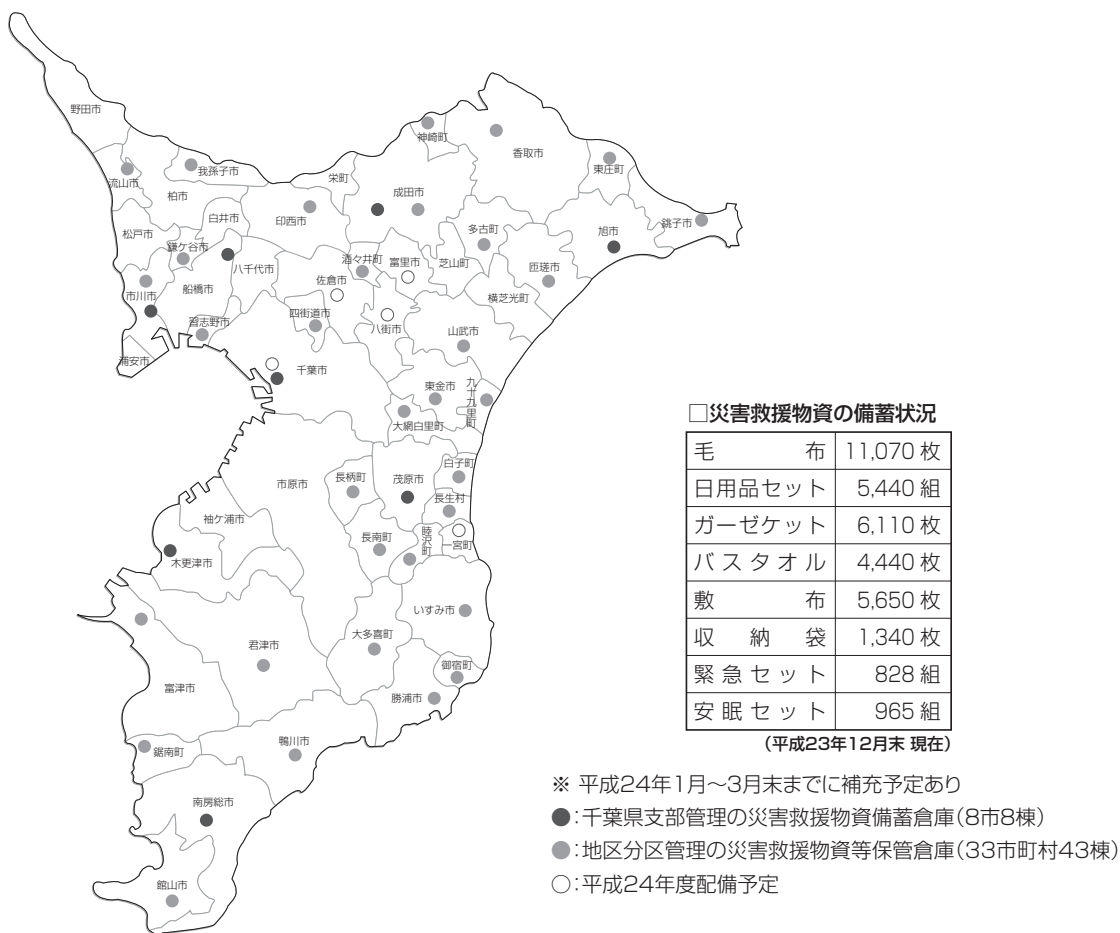 野田市
神崎町
香取市
東庄町
我孫子市
流山市
栄町
成田市
柏市
印西市
白井市
銚子市
多古町
旭市
松戸市
鎌ケ谷市
八千代市
酒々井町
富里市
芝山町
匝瑳市
佐倉市
船橋市
市川市
横芝光町
四街道市
習志野市
八街市
山武市
浦安市
千葉市
東金市
九十九里町
大網白里町
白子町
市原市
長柄町
茂原市
長生村
袖ケ浦市
長南町
睦沢町
一宮町
木更津市
いすみ市
大多喜町
君津市
御宿町
富津市
勝浦市
鴨川市
鋸南町
南房総市
館山市
□災害救援物資の備蓄状況
毛布 11,070 枚
日用品セット 5,440 組
ガーゼケット 6,110 枚
バスタオル 4,440 枚
敷布 5,650 枚
収納袋 1,340 枚
緊急セット 828 組
安眠セット 965 組
(平成23年12月末 現在)
※ 平成24年1月～3月末までに補充予定あり
●:千葉県支部管理の災害救援物資備蓄倉庫(8市8棟)
●:地区分区管理の災害救援物資等保管倉庫(33市町村43棟)
○:平成24年度配備予定